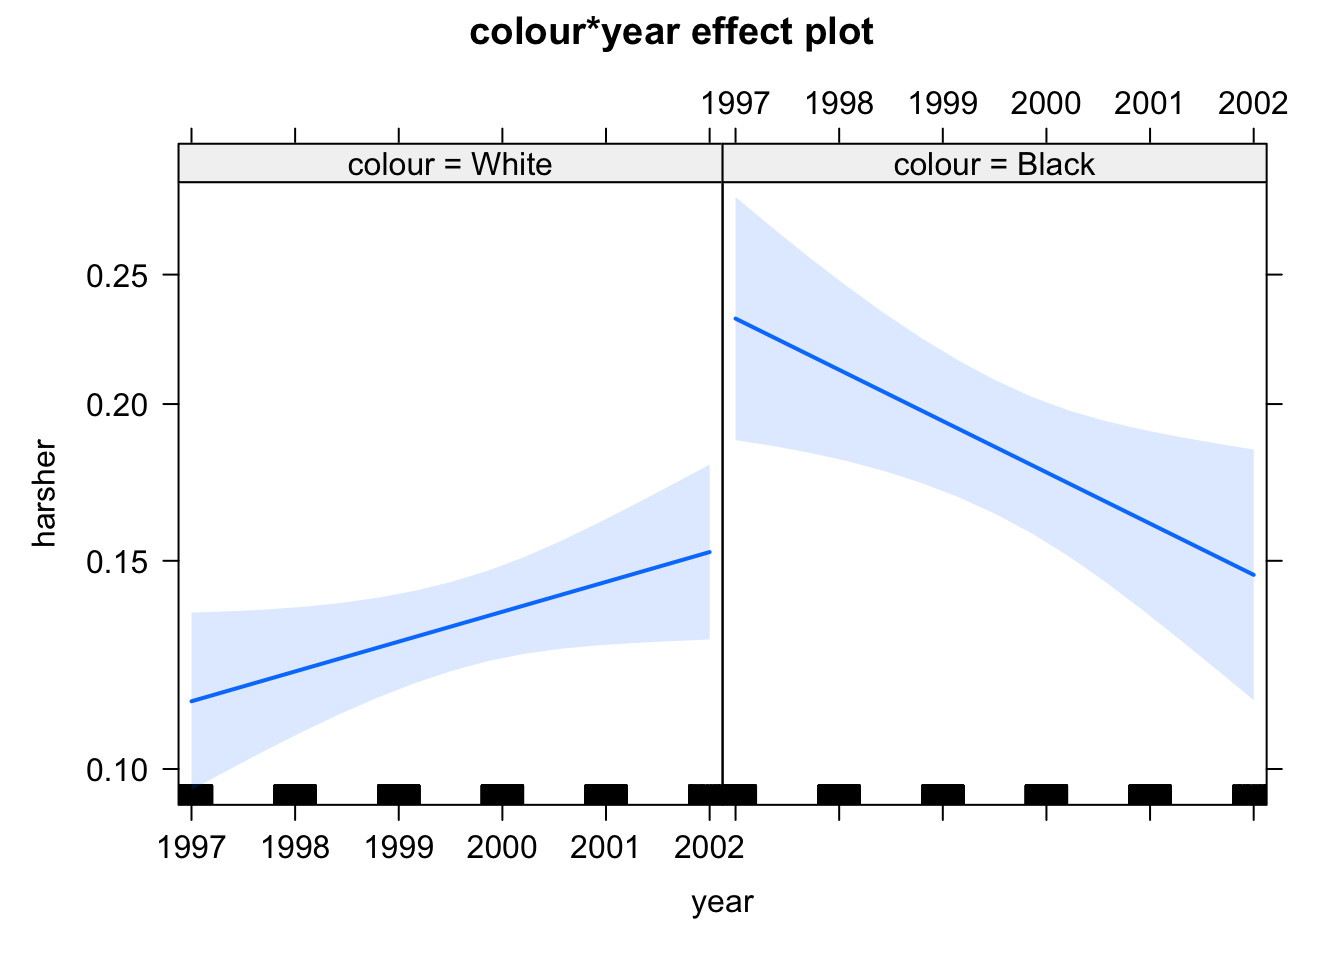 colour*year effect plot
1997 1998 1999 2000 2001 2002
colour = White colour = Black
0.25
0.20
0.15
0.10
harsher
1997 1998 1999 2000 2001 2002
year